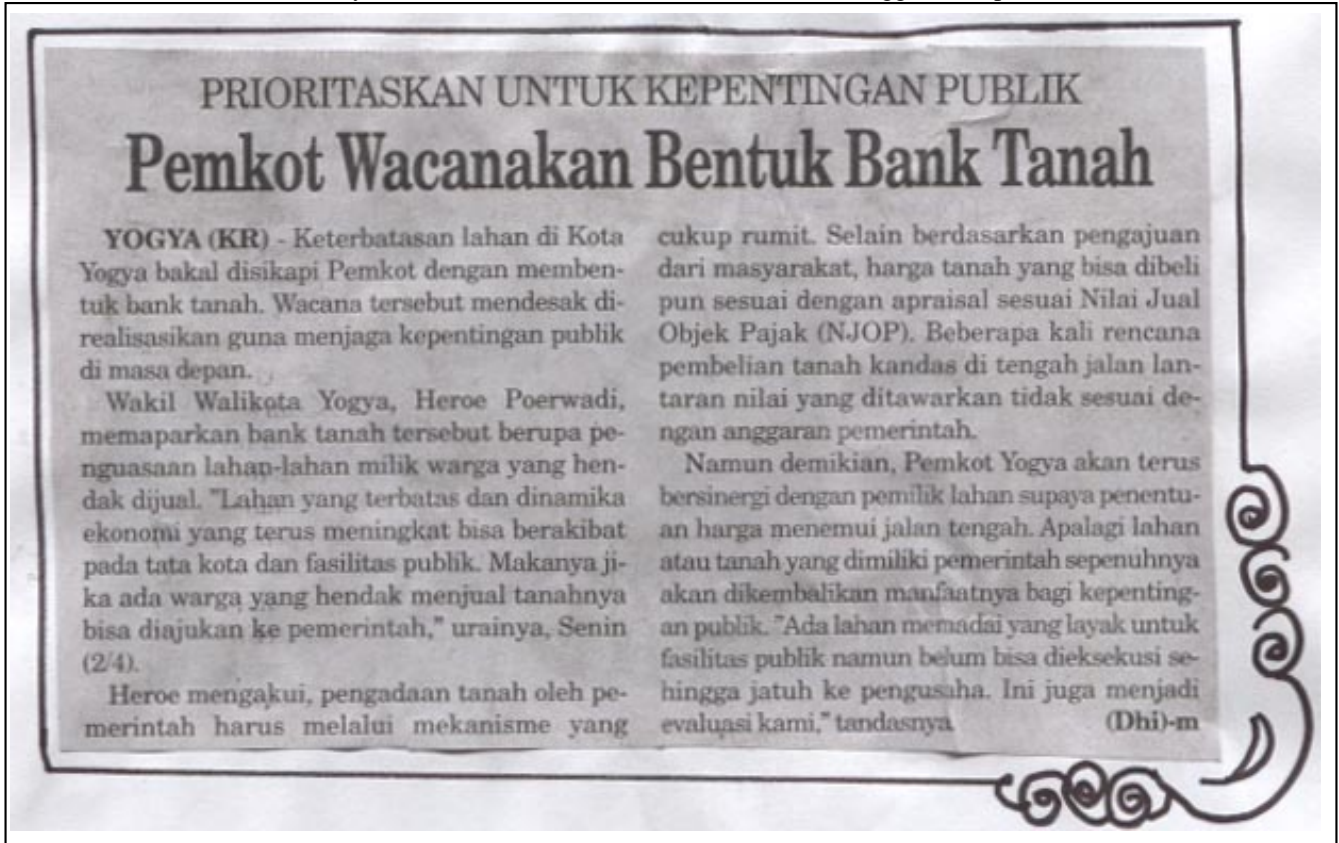 PRIORITASKAN UNTUK KEPENTINGAN PUBLIK
Pemkot Wacanakan Bentuk Bank Tanah
YOGYA (KR) - Keterbatasan lahan di Kota
Yogya bakal disikapi Pemkot dengan memben-
tuk bank tanah. Wacana tersebut mendesak di-
realisasikan guna menjaga kepentingan publik
di masa depan.
Wakil Walikota Yogya, Heroe Poerwadi,
memaparkan bank tanah tersebut berupa pe-
nguasaan lahan-lahan milik warga yang hen-
dak dijual. "Lahan yang terbatas dan dinamika
ekonomi yang terus meningkat bisa berakibat
pada tata kota dan fasilitas publik. Makanya ji-
ka ada warga yang hendak menjual tanahnya
bisa diajukan ke pemerintah," urainya, Senin
(2/4).
Heroe mengakui, pengadaan tanah oleh pe-
merintah harus melalui mekanisme yang
cukup rumit. Selain berdasarkan pengajuan
dari masyarakat, harga tanah yang bisa dibeli
pun sesuai dengan apraisal sesuai Nilai Jual
Objek Pajak (NJOP). Beberapa kali rencana
pembelian tanah kandas di tengah jalan lan-
taran nilai yang ditawarkan tidak sesuai de-
ngan anggaran pemerintah.
Namun demikian, Pemkot Yogya akan terus
bersinergi dengan pemilik lahan supaya penentu-
an harga menemui jalan tengah. Apalagi lahan
atau tanah yang dimiliki pemerintah sepenuhnya
akan dikembalikan manfaatnya bagi kepenting-
an publik. "Ada lahan memadai yang layak untuk
fasilitas publik namun belum bisa dieksekusi se-
hingga jatuh ke pengusaha. Ini juga menjadi
evaluasi kami," tandasnya (Dhi)-m